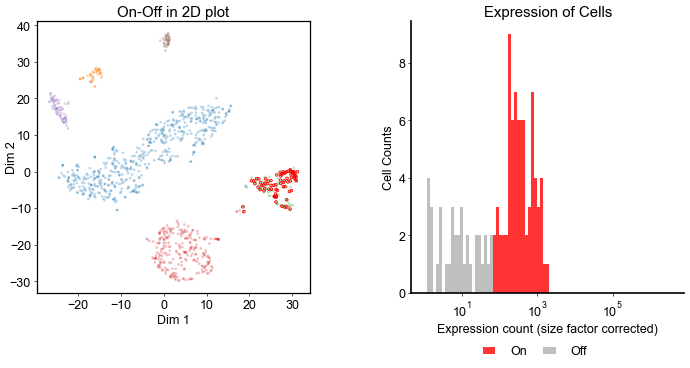 On-Off in 2D plot
40
30
20
10
0
−10
−20
−30
Dim 2
−20 −10 0 10 20 30
Dim 1
Expression of Cells
8
6
4
2
0
Cell Counts
10^1 10^3 10^5
Expression count (size factor corrected)
On Off